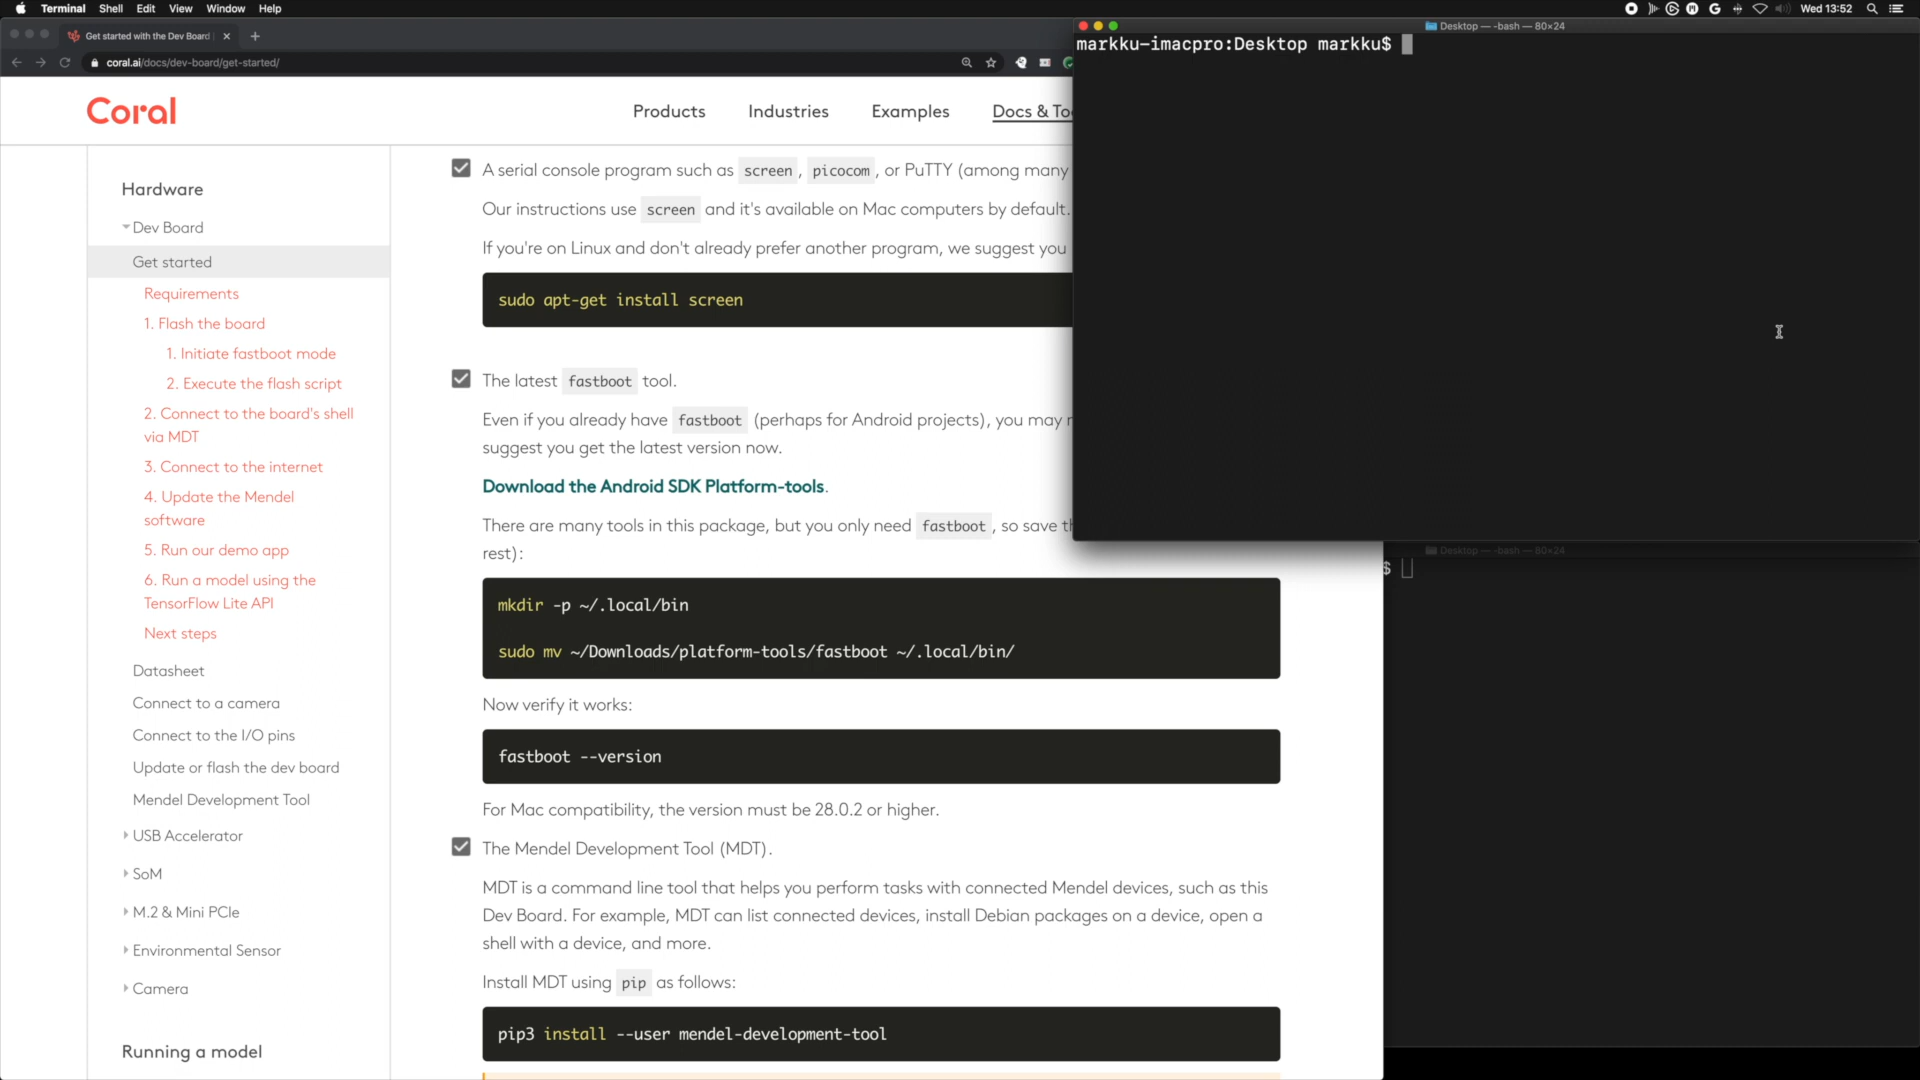 Terminal Shell Edit View Window Help
Wed 13:52
Get started with the Dev Board
coral.ai/docs/dev-board/get-started/
Desktop — -bash — 80×24
markku-imacpro:Desktop markku$
Coral
Products Industries Examples Docs & To
Hardware
Dev Board
Get started
Requirements
1. Flash the board
1. Initiate fastboot mode
2. Execute the flash script
2. Connect to the board's shell
via MDT
3. Connect to the internet
4. Update the Mendel
software
5. Run our demo app
6. Run a model using the
TensorFlow Lite API
Next steps
Datasheet
Connect to a camera
Connect to the I/O pins
Update or flash the dev board
Mendel Development Tool
USB Accelerator
SoM
M.2 & Mini PCIe
Environmental Sensor
Camera
Running a model
A serial console program such as screen, picocom, or PuTTY (among many
Our instructions use screen and it's available on Mac computers by default.
If you're on Linux and don't already prefer another program, we suggest you
sudo apt-get install screen
The latest fastboot tool.
Even if you already have fastboot (perhaps for Android projects), you may
suggest you get the latest version now.
Download the Android SDK Platform-tools.
There are many tools in this package, but you only need fastboot, so save
rest):
mkdir -p ~/.local/bin
sudo mv ~/Downloads/platform-tools/fastboot ~/.local/bin/
Now verify it works:
fastboot --version
For Mac compatibility, the version must be 28.0.2 or higher.
The Mendel Development Tool (MDT).
MDT is a command line tool that helps you perform tasks with connected Mendel devices, such as this
Dev Board. For example, MDT can list connected devices, install Debian packages on a device, open a
shell with a device, and more.
Install MDT using pip as follows:
pip3 install --user mendel-development-tool
Desktop — -bash — 80×24
$